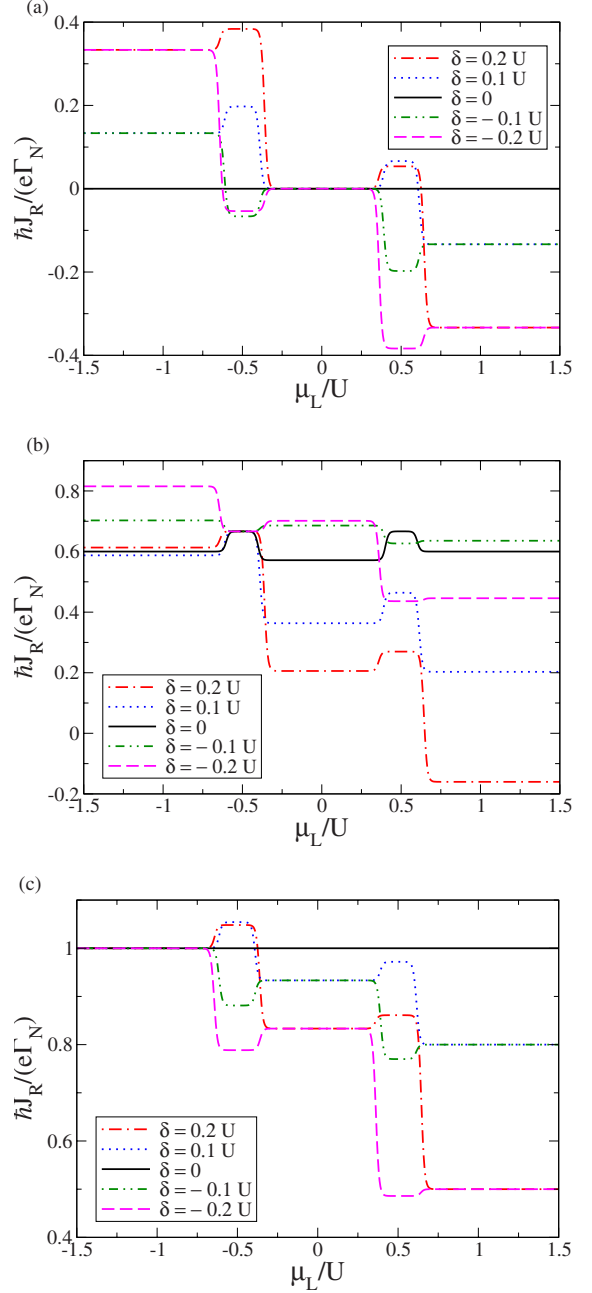 (a)
ħJ_R/(eΓ_N)
0.4
0.2
0
-0.2
-0.4
δ = 0.2 U
δ = 0.1 U
δ = 0
δ = − 0.1 U
δ = − 0.2 U
-1.5 -1 -0.5 0 0.5 1 1.5
μ_L/U
(b)
ħJ_R/(eΓ_N)
0.8
0.6
0.4
0.2
0
-0.2
δ = 0.2 U
δ = 0.1 U
δ = 0
δ = − 0.1 U
δ = − 0.2 U
-1.5 -1 -0.5 0 0.5 1 1.5
μ_L/U
(c)
ħJ_R/(eΓ_N)
1
0.8
0.6
0.4
δ = 0.2 U
δ = 0.1 U
δ = 0
δ = − 0.1 U
δ = − 0.2 U
-1.5 -1 -0.5 0 0.5 1 1.5
μ_L/U